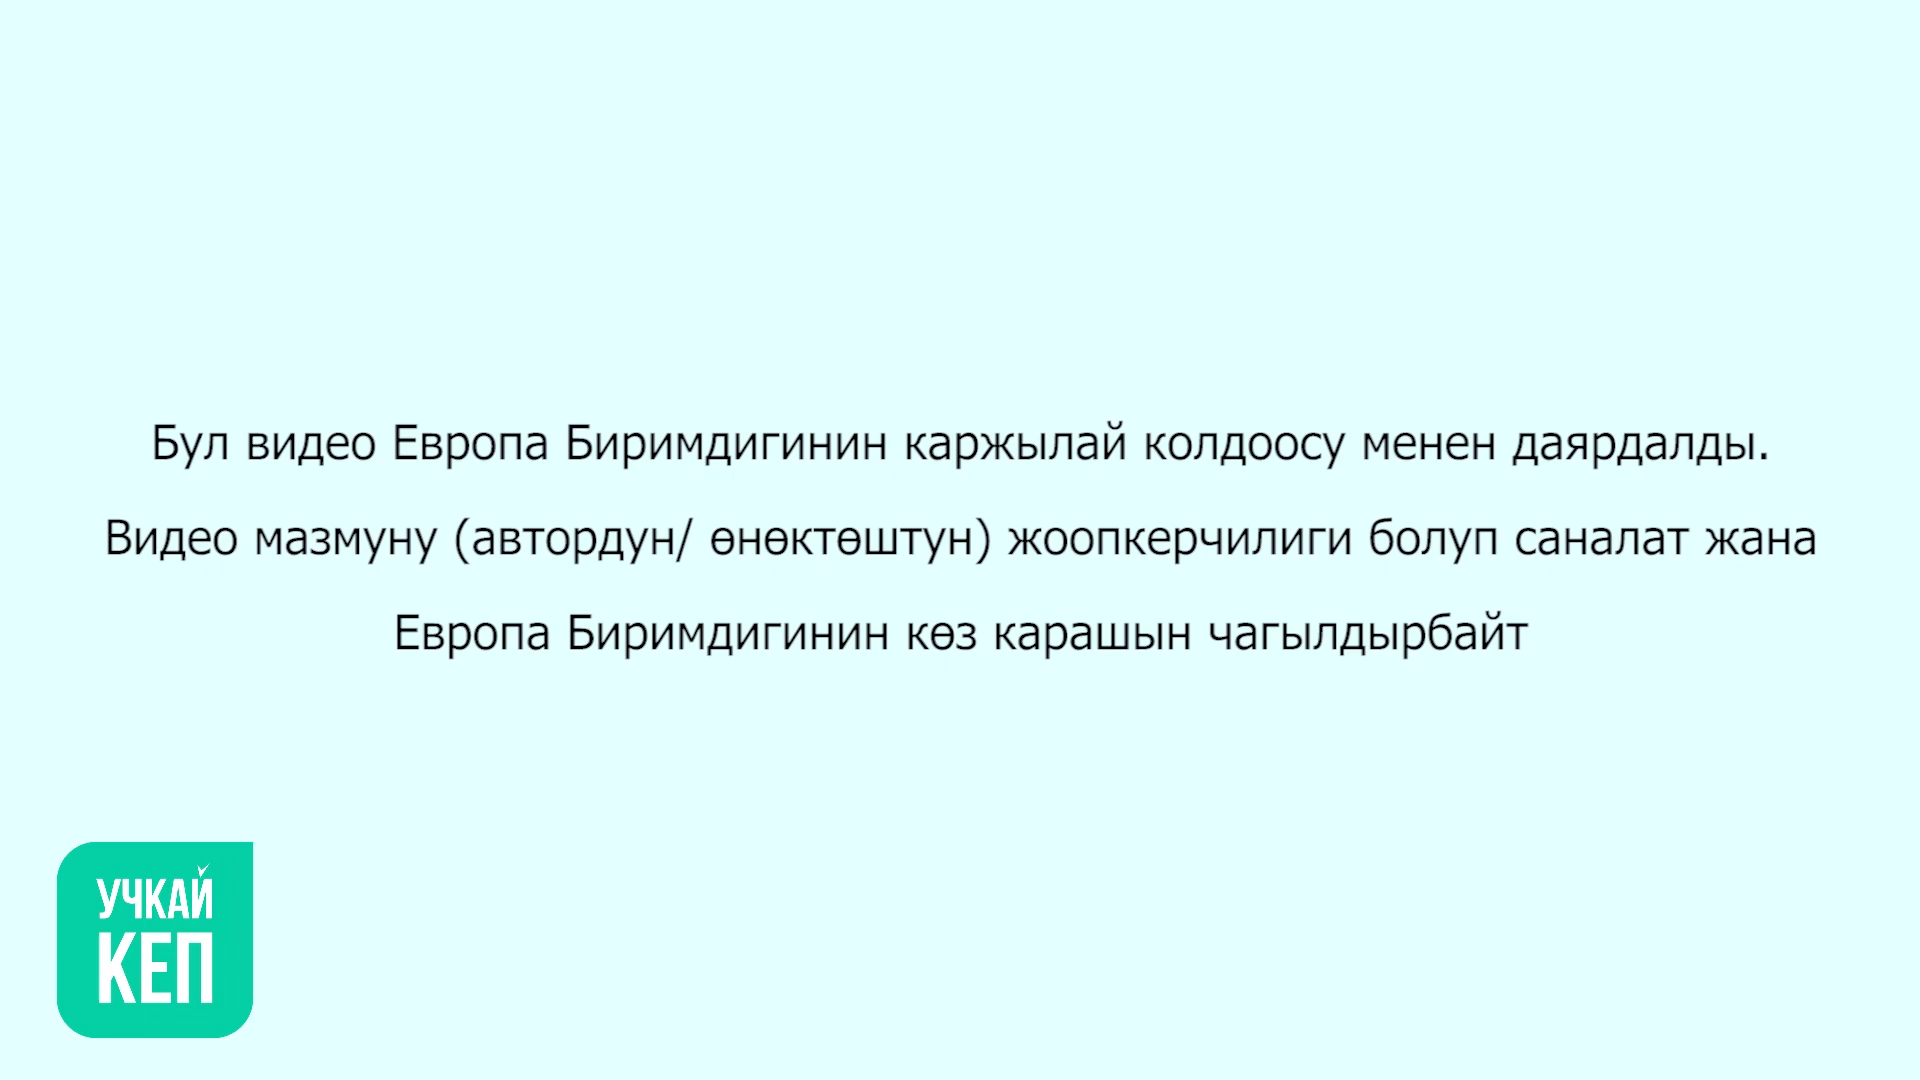 Бул видео Европа Биримдигинин каржылай колдоосу менен даярдалды.
Видео мазмуну (автордун/ өнөктөштун) жоопкерчилиги болуп саналат жана
Европа Биримдигинин көз карашын чагылдырбайт
УЧКАЙ
КЕП